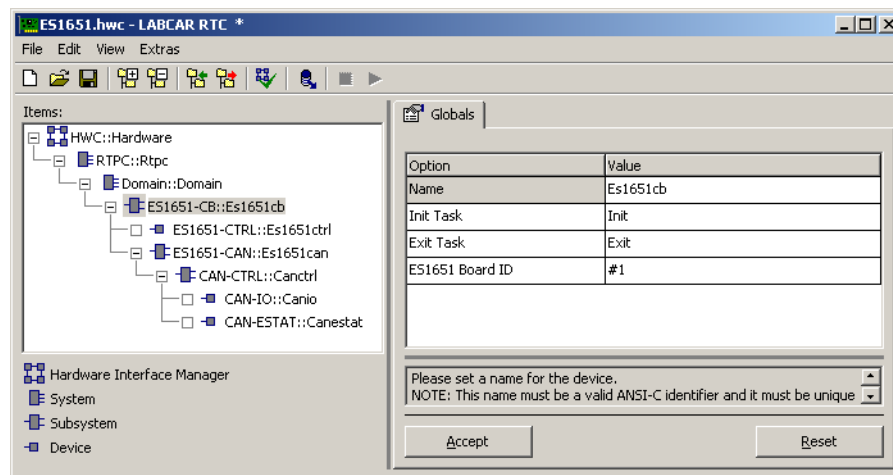 ES1651.hwc - LABCAR RTC *
File Edit View Extras
Items:
HWC::Hardware
RTPC::Rtpc
Domain::Domain
ES1651-CB::Es1651cb
ES1651-CTRL::Es1651ctrl
ES1651-CAN::Es1651can
CAN-CTRL::Canctrl
CAN-IO::Canio
CAN-ESTAT::Canestat
Hardware Interface Manager
System
Subsystem
Device
Globals
Option Value
Name Es1651cb
Init Task Init
Exit Task Exit
ES1651 Board ID #1
Please set a name for the device.
NOTE: This name must be a valid ANSI-C identifier and it must be unique
Accept Reset